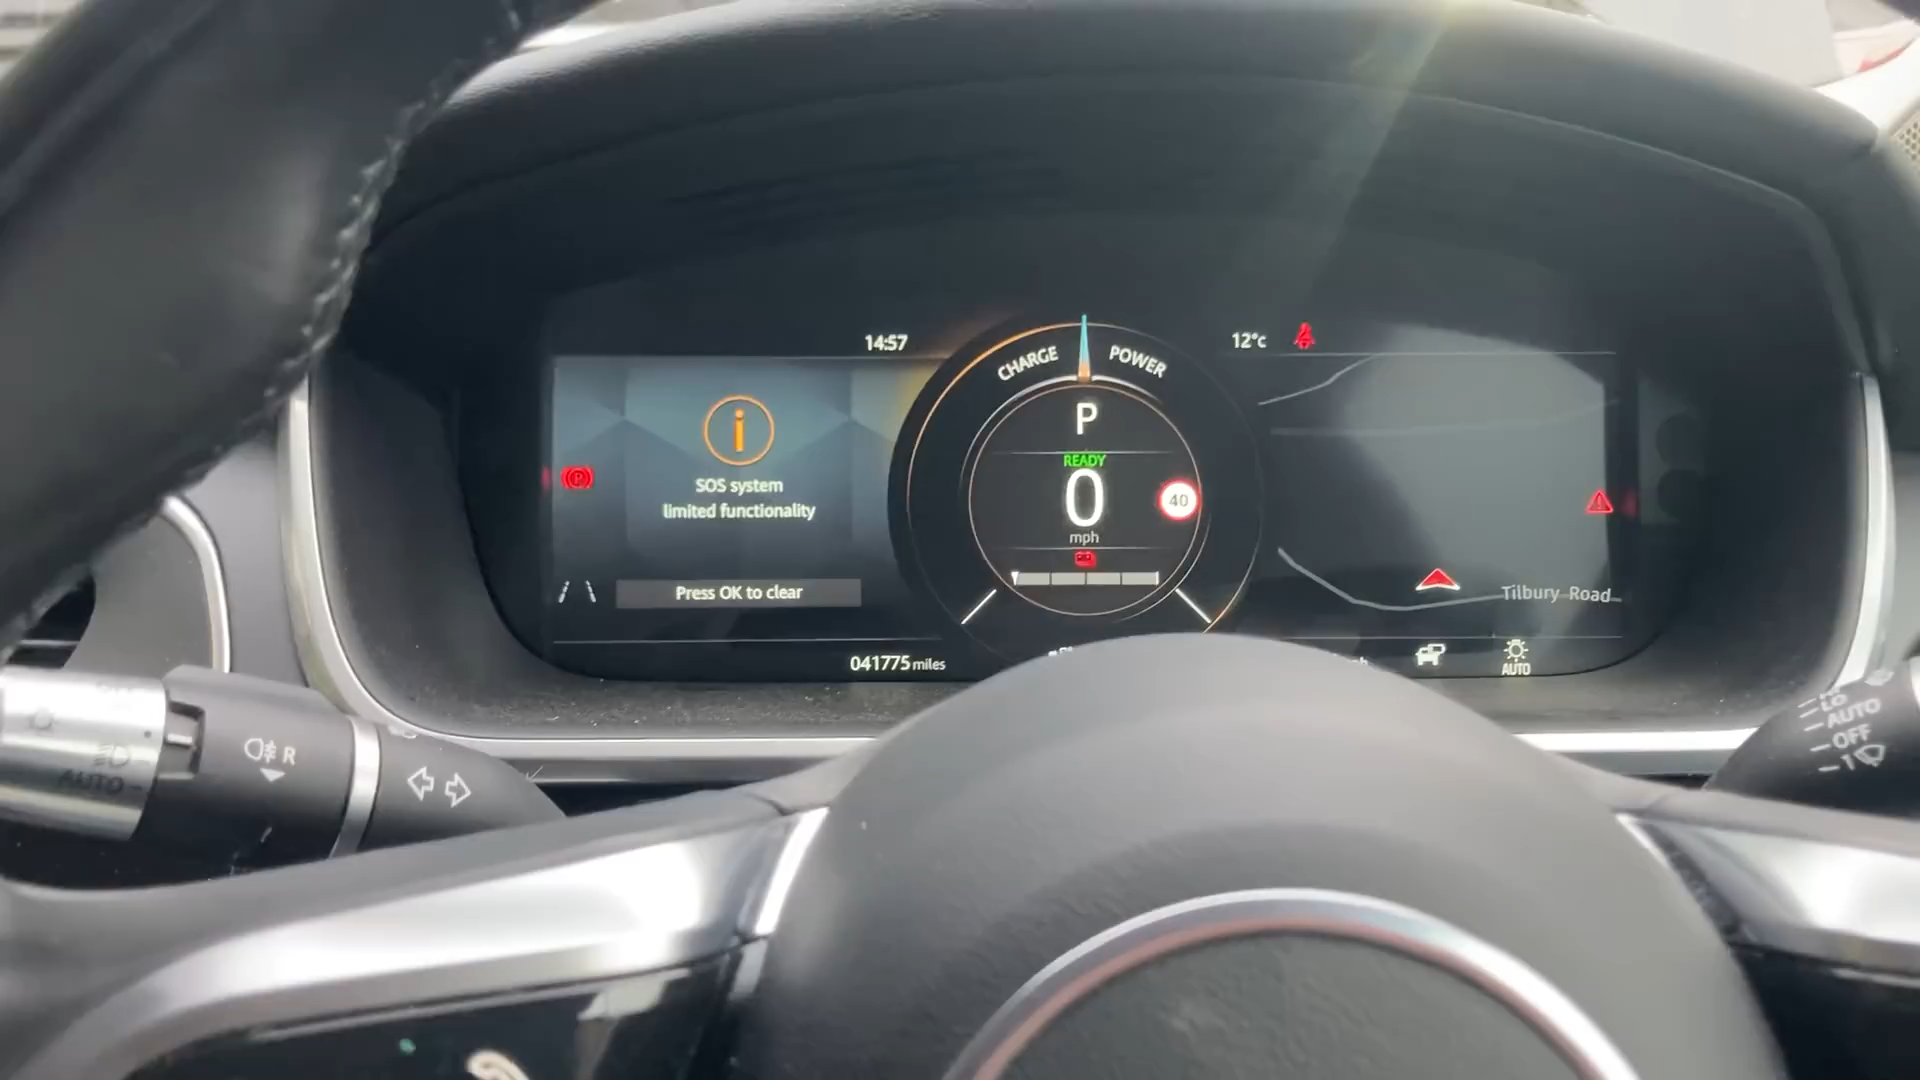 14:57
12°c
CHARGE
POWER
P
READY
SOS system
limited functionality
P
0
40
mph
Press OK to clear
Tilbury Road
041775 miles
AUTO
R
AUTO
LO
AUTO
OFF
1